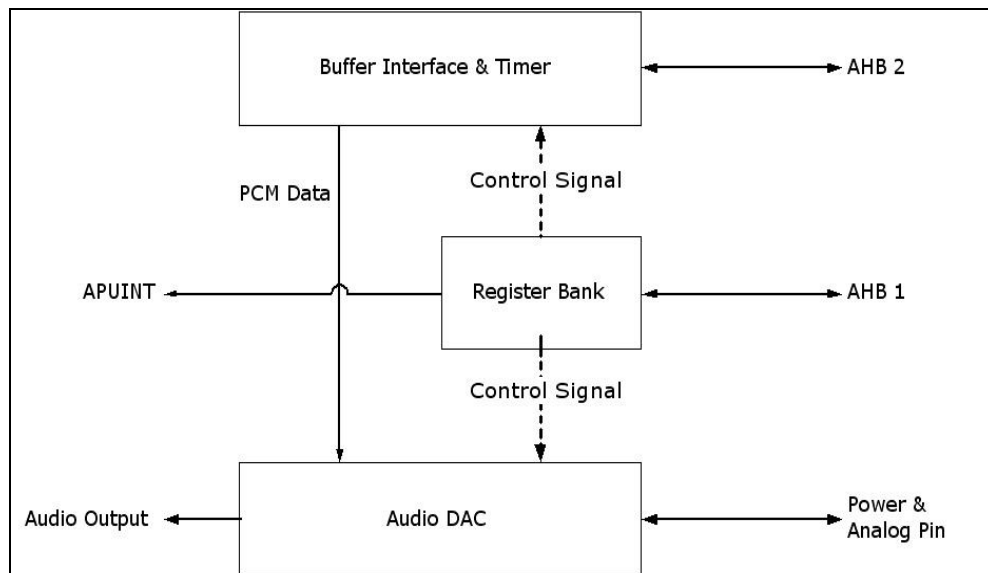 Buffer Interface & Timer
AHB 2
Control Signal
PCM Data
APUINT
Register Bank
AHB 1
Control Signal
Audio Output
Audio DAC
Power &
Analog Pin